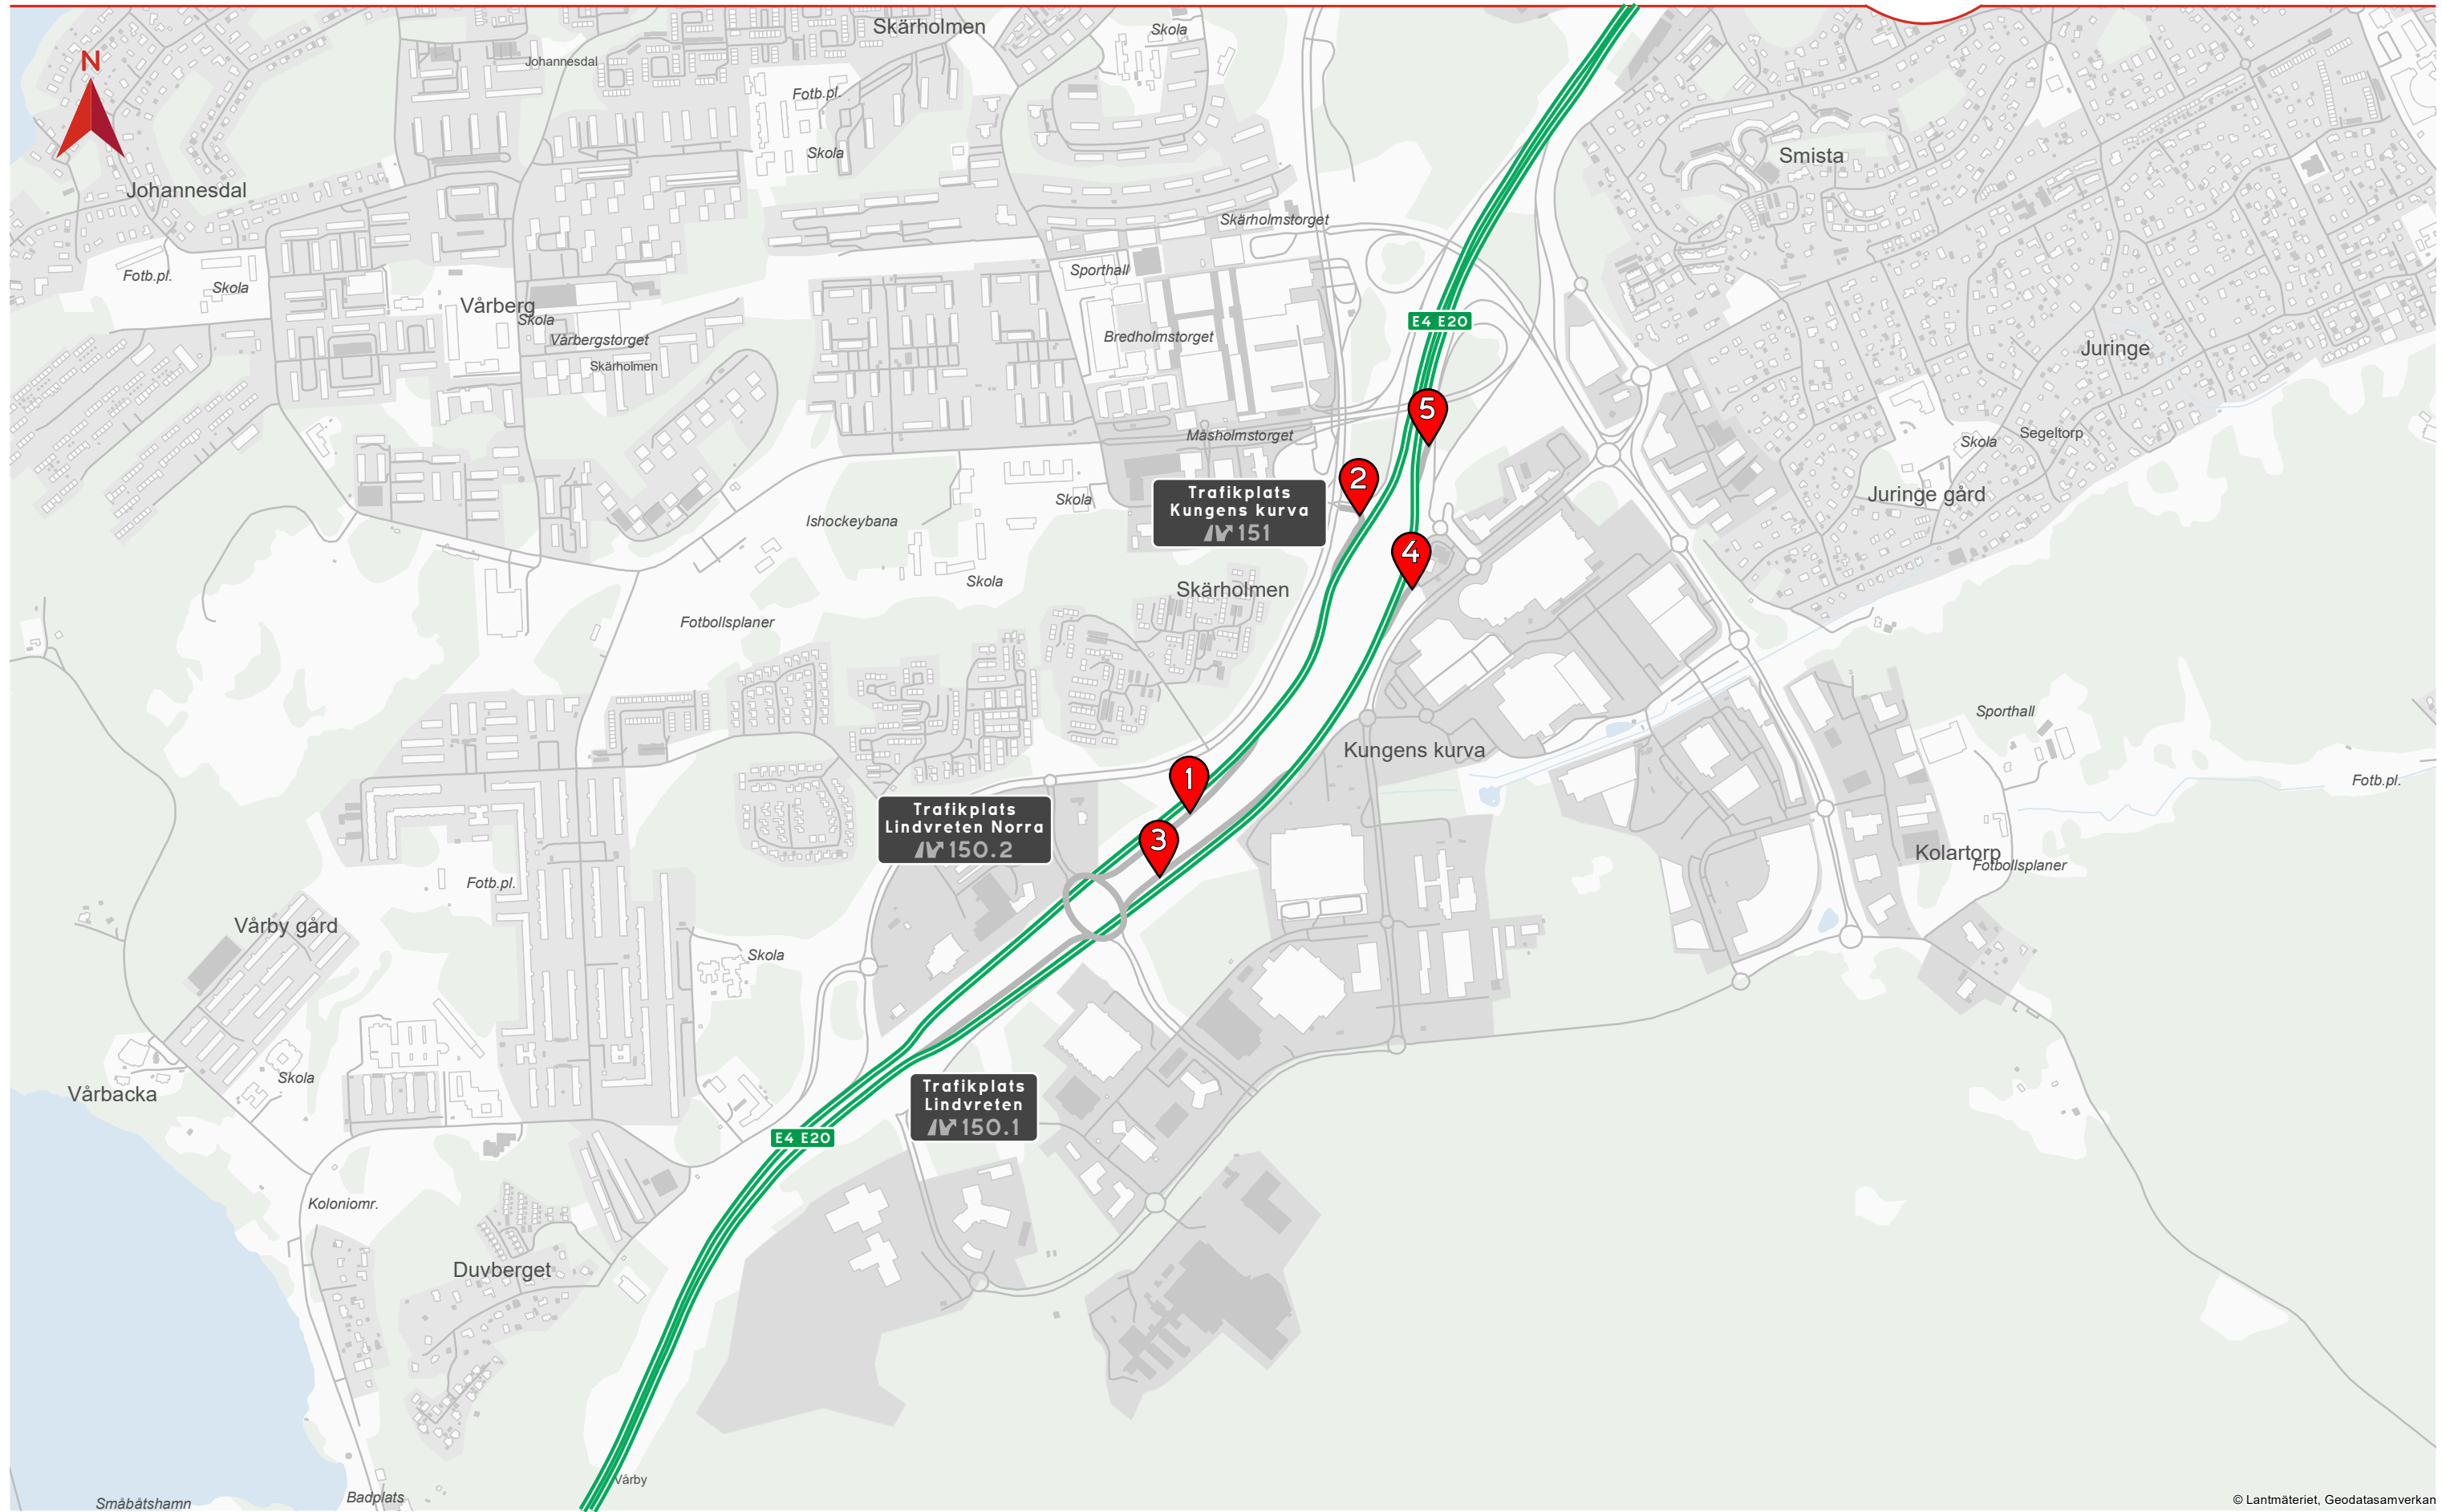 Skärholmen
Skola
Johannesdal
N
Fotb.pl.
Skola
Smista
Johannesdal
Skärholmstorget
Sporthall
Fotb.pl.
Skola
Vårberg
Skola
Vårbergstorget
Skärholmen
Bredholmstorget
E4 E20
Juringe
5
Måsholmstorget
Skola
Segeltorp
2
Trafikplats
Kungens kurva
151
Skola
Juringe gård
Ishockeybana
4
Skola
Skärholmen
Fotbollsplaner
Sporthall
Kungens kurva
1
Fotb.pl.
Trafikplats
Lindvreten Norra
150.2
3
Kolartorp
Fotbollsplaner
Fotb.pl.
Vårby gård
Skola
Skola
Vårbacka
Trafikplats
Lindvreten
150.1
E4 E20
Koloniomr.
Duvberget
Vårby
Badplats
Småbåtshamn
© Lantmäteriet, Geodatasamverkan